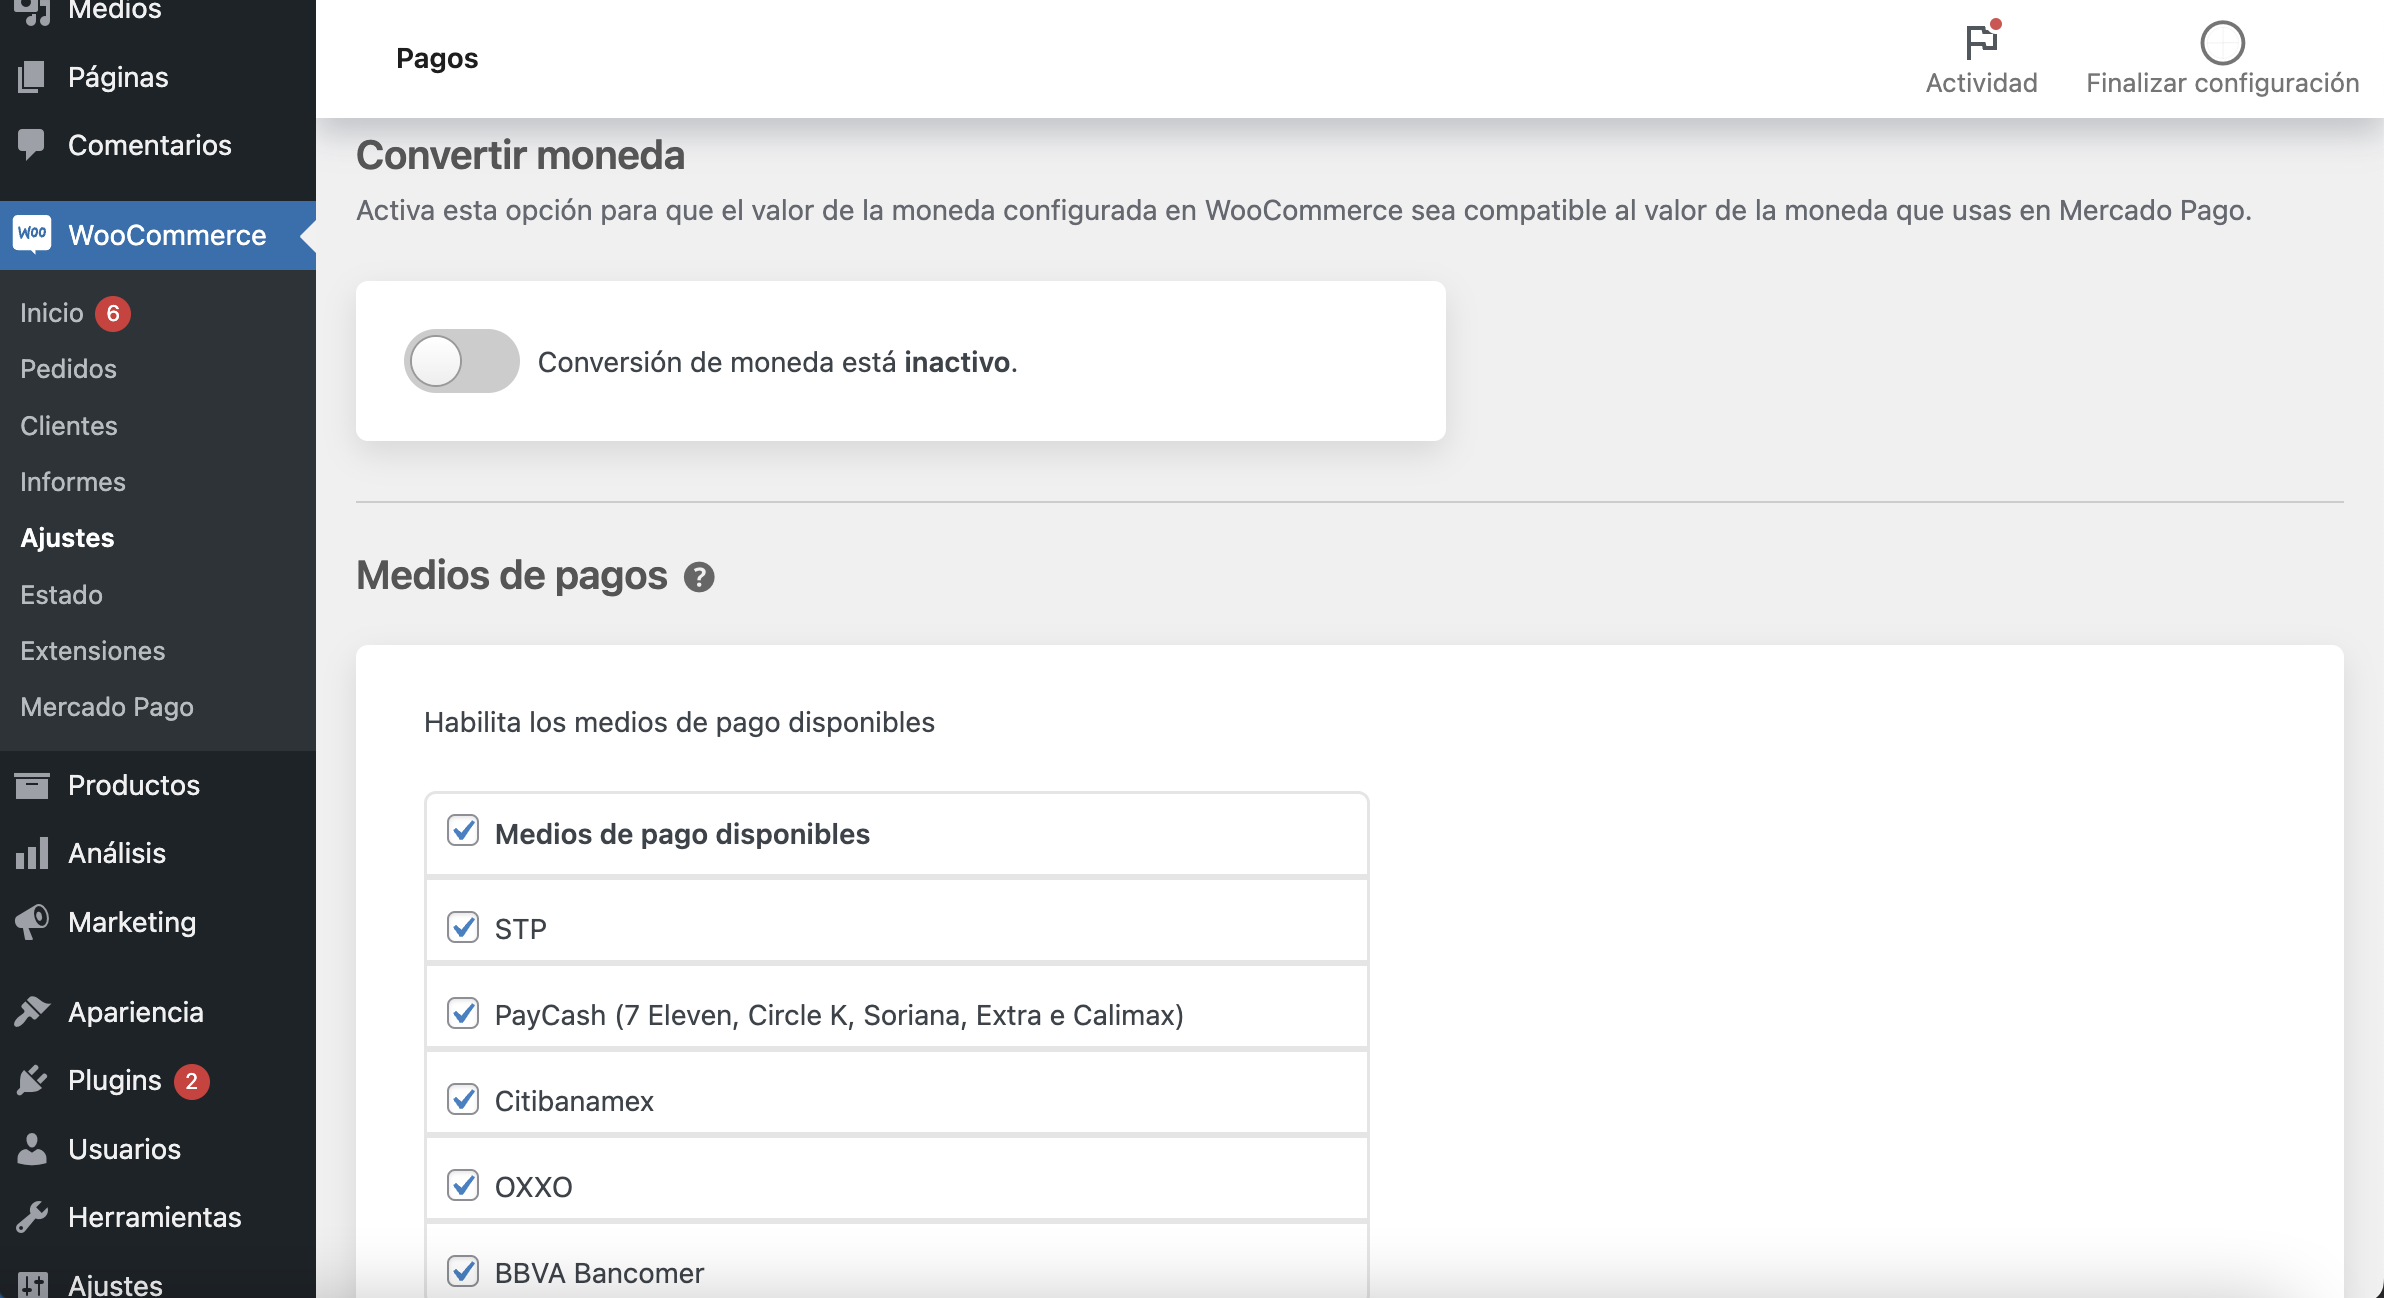 Medios
Páginas
Comentarios
Woo WooCommerce
Inicio 6
Pedidos
Clientes
Informes
Ajustes
Estado
Extensiones
Mercado Pago
Productos
Análisis
Marketing
Apariencia
Plugins 2
Usuarios
Herramientas
Ajustes
Pagos
Actividad
Finalizar configuración
Convertir moneda
Activa esta opción para que el valor de la moneda configurada en WooCommerce sea compatible al valor de la moneda que usas en Mercado Pago.
Conversión de moneda está inactivo.
Medios de pagos ?
Habilita los medios de pago disponibles
Medios de pago disponibles
STP
PayCash (7 Eleven, Circle K, Soriana, Extra e Calimax)
Citibanamex
OXXO
BBVA Bancomer